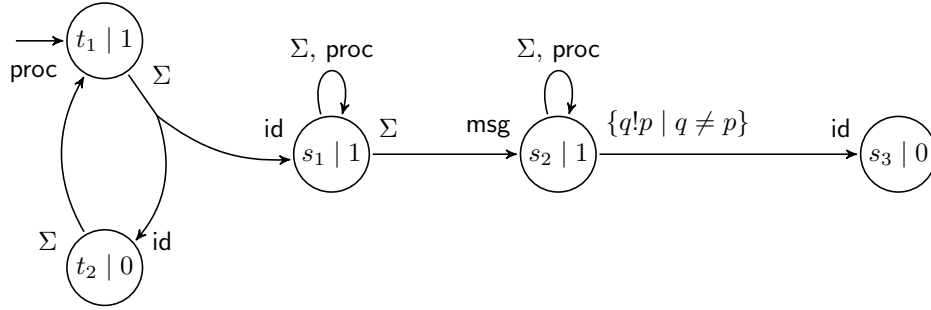 t₁ | 1
proc
Σ
Σ, proc
Σ, proc
id
s₁ | 1
Σ
msg
s₂ | 1
{q!p | q ≠ p}
id
s₃ | 0
Σ
id
t₂ | 0